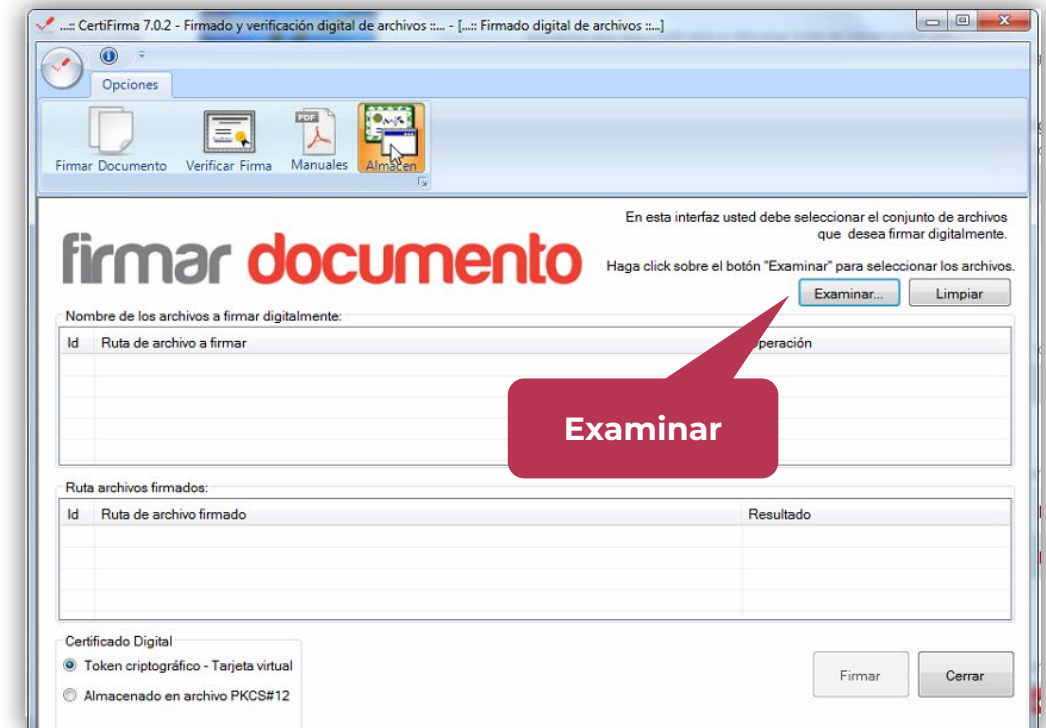 ....:: CertiFirma 7.0.2 - Firmado y verificación digital de archivos ::.... - [....:: Firmado digital de archivos ::....]
Opciones
Firmar Documento
Verificar Firma
PDF
Manuales
Almacen
firmar documento
En esta interfaz usted debe seleccionar el conjunto de archivos
que desea firmar digitalmente.
Haga click sobre el botón "Examinar" para seleccionar los archivos.
Examinar...
Limpiar
Nombre de los archivos a firmar digitalmente:
Id
Ruta de archivo a firmar
Examinar
Ruta archivos firmados:
Id
Ruta de archivo firmado
Resultado
Certificado Digital
Token criptográfico - Tarjeta virtual
Almacenado en archivo PKCS#12
Firmar
Cerrar